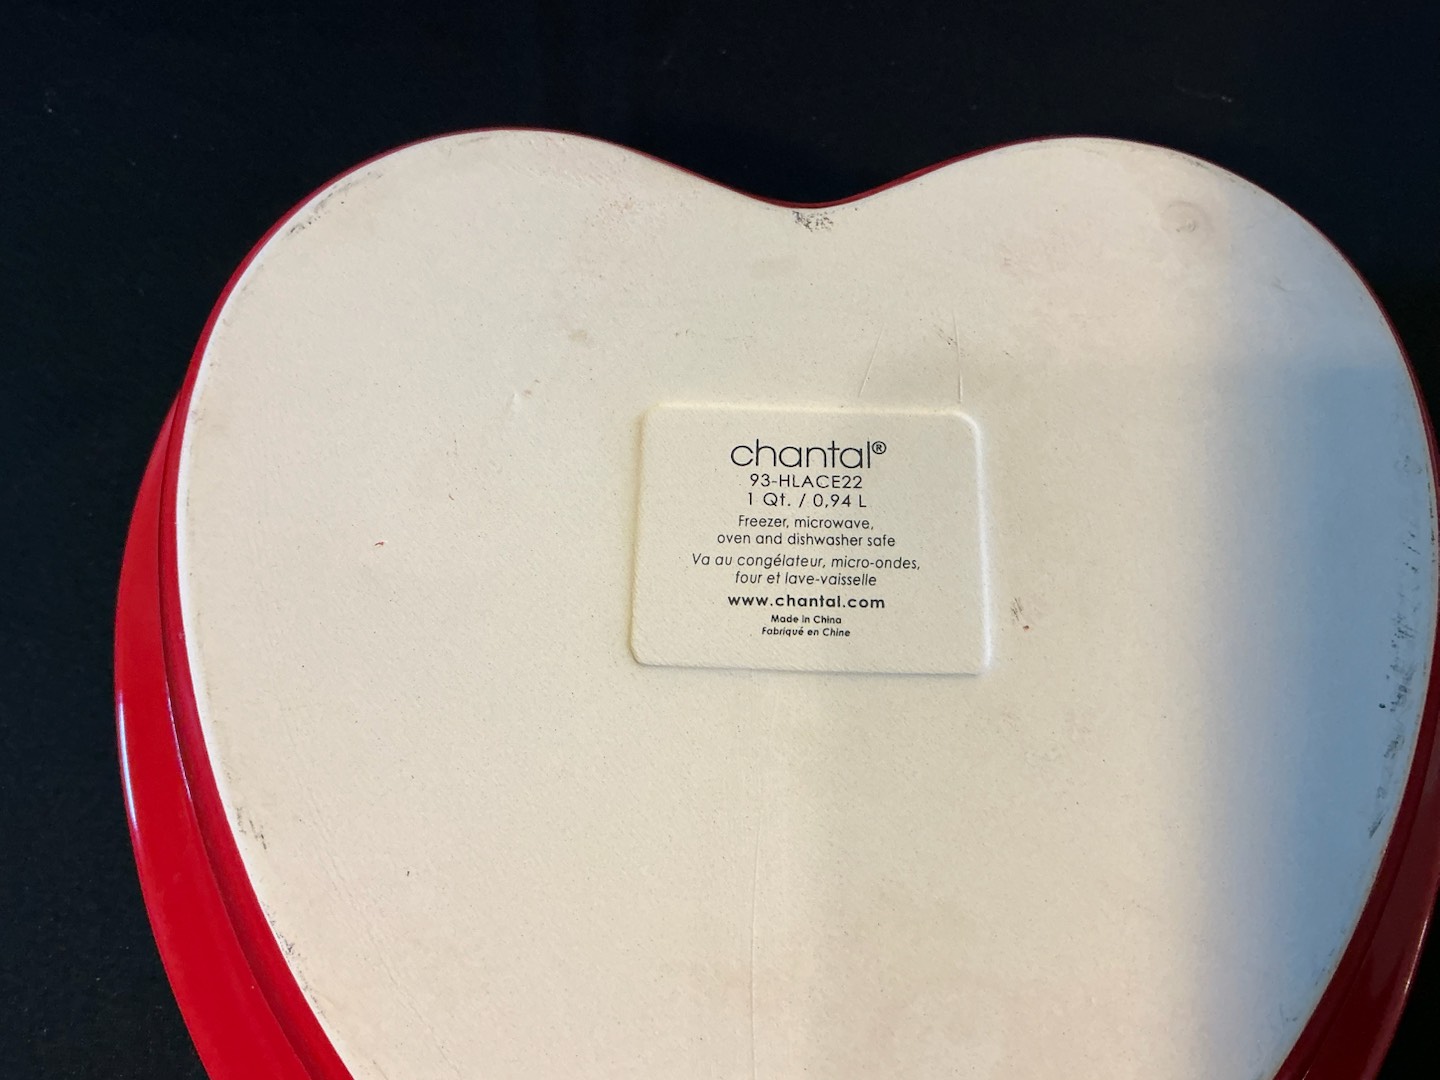 chantal®
93-HLACE22
1 Qt. / 0,94 L
Freezer, microwave,
oven and dishwasher safe
Va au congélateur, micro-ondes,
four et lave-vaisselle
www.chantal.com
Made in China
Fabriqué en Chine